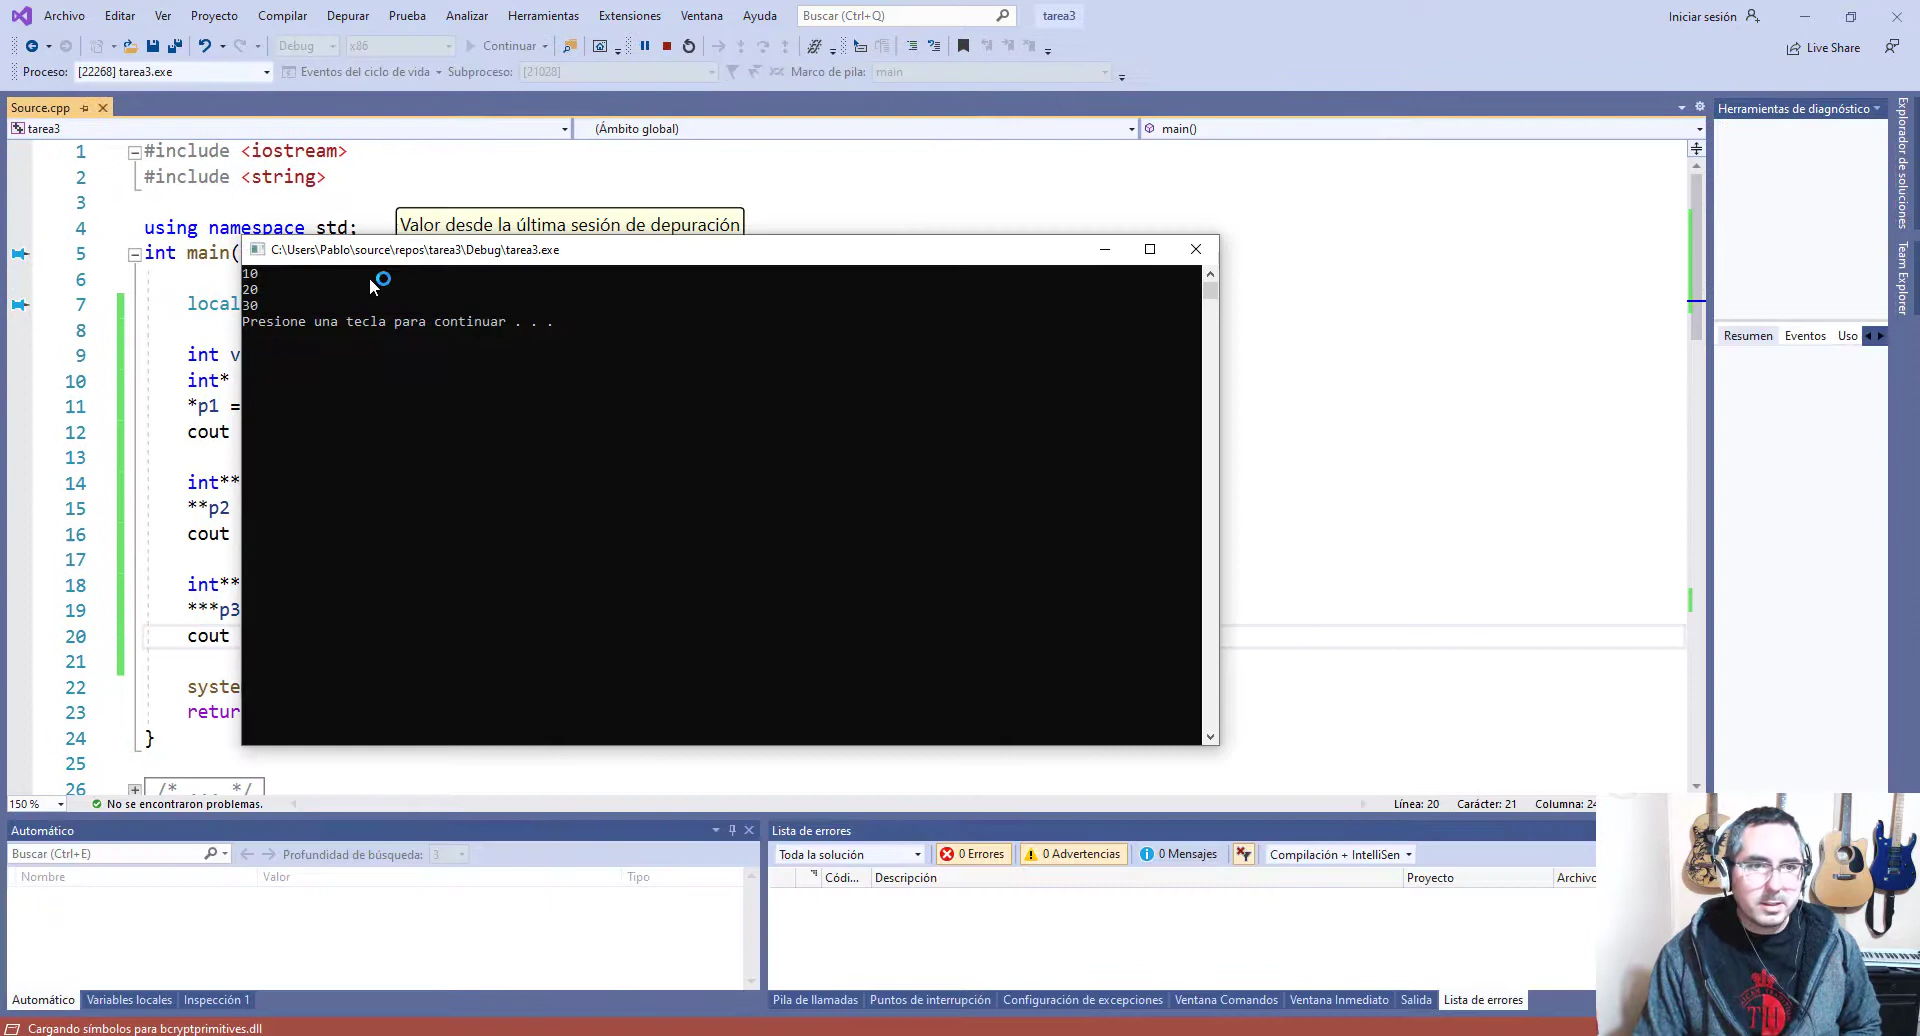 Archivo Editar Ver Proyecto Compilar Depurar Prueba Analizar Herramientas Extensiones Ventana Ayuda Buscar (Ctrl+Q) tarea3 Iniciar sesión
Debug x86 Continuar Live Share
Proceso: [22268] tarea3.exe Eventos del ciclo de vida Subproceso: [21028] Marco de pila: main
Source.cpp
Herramientas de diagnóstico
tarea3 (Ámbito global) main()
1 #include <iostream>
2 #include <string>
3
4 using namespace std;
Valor desde la última sesión de depuración
5 int main(
6
7 local
8
9 int v
10 int*
11 *p1 =
12 cout
13
14 int**
15 **p2
16 cout
17
18 int**
19 ***p3
20 cout
21
22 syste
23 retur
24 }
25
26 /* ... */
C:\Users\Pablo\source\repos\tarea3\Debug\tarea3.exe
10
20
30
Presione una tecla para continuar . . .
Resumen Eventos Uso
Explorador de soluciones
Team Explorer
150 % No se encontraron problemas. Línea: 20 Carácter: 21 Columna: 24
Automático
Buscar (Ctrl+E) Profundidad de búsqueda: 3
Nombre Valor Tipo
Automático Variables locales Inspección 1
Lista de errores
Toda la solución 0 Errores 0 Advertencias 0 Mensajes Compilación + IntelliSen
Códi... Descripción Proyecto Archivo
Pila de llamadas Puntos de interrupción Configuración de excepciones Ventana Comandos Ventana Inmediato Salida Lista de errores
Cargando símbolos para bcryptprimitives.dll